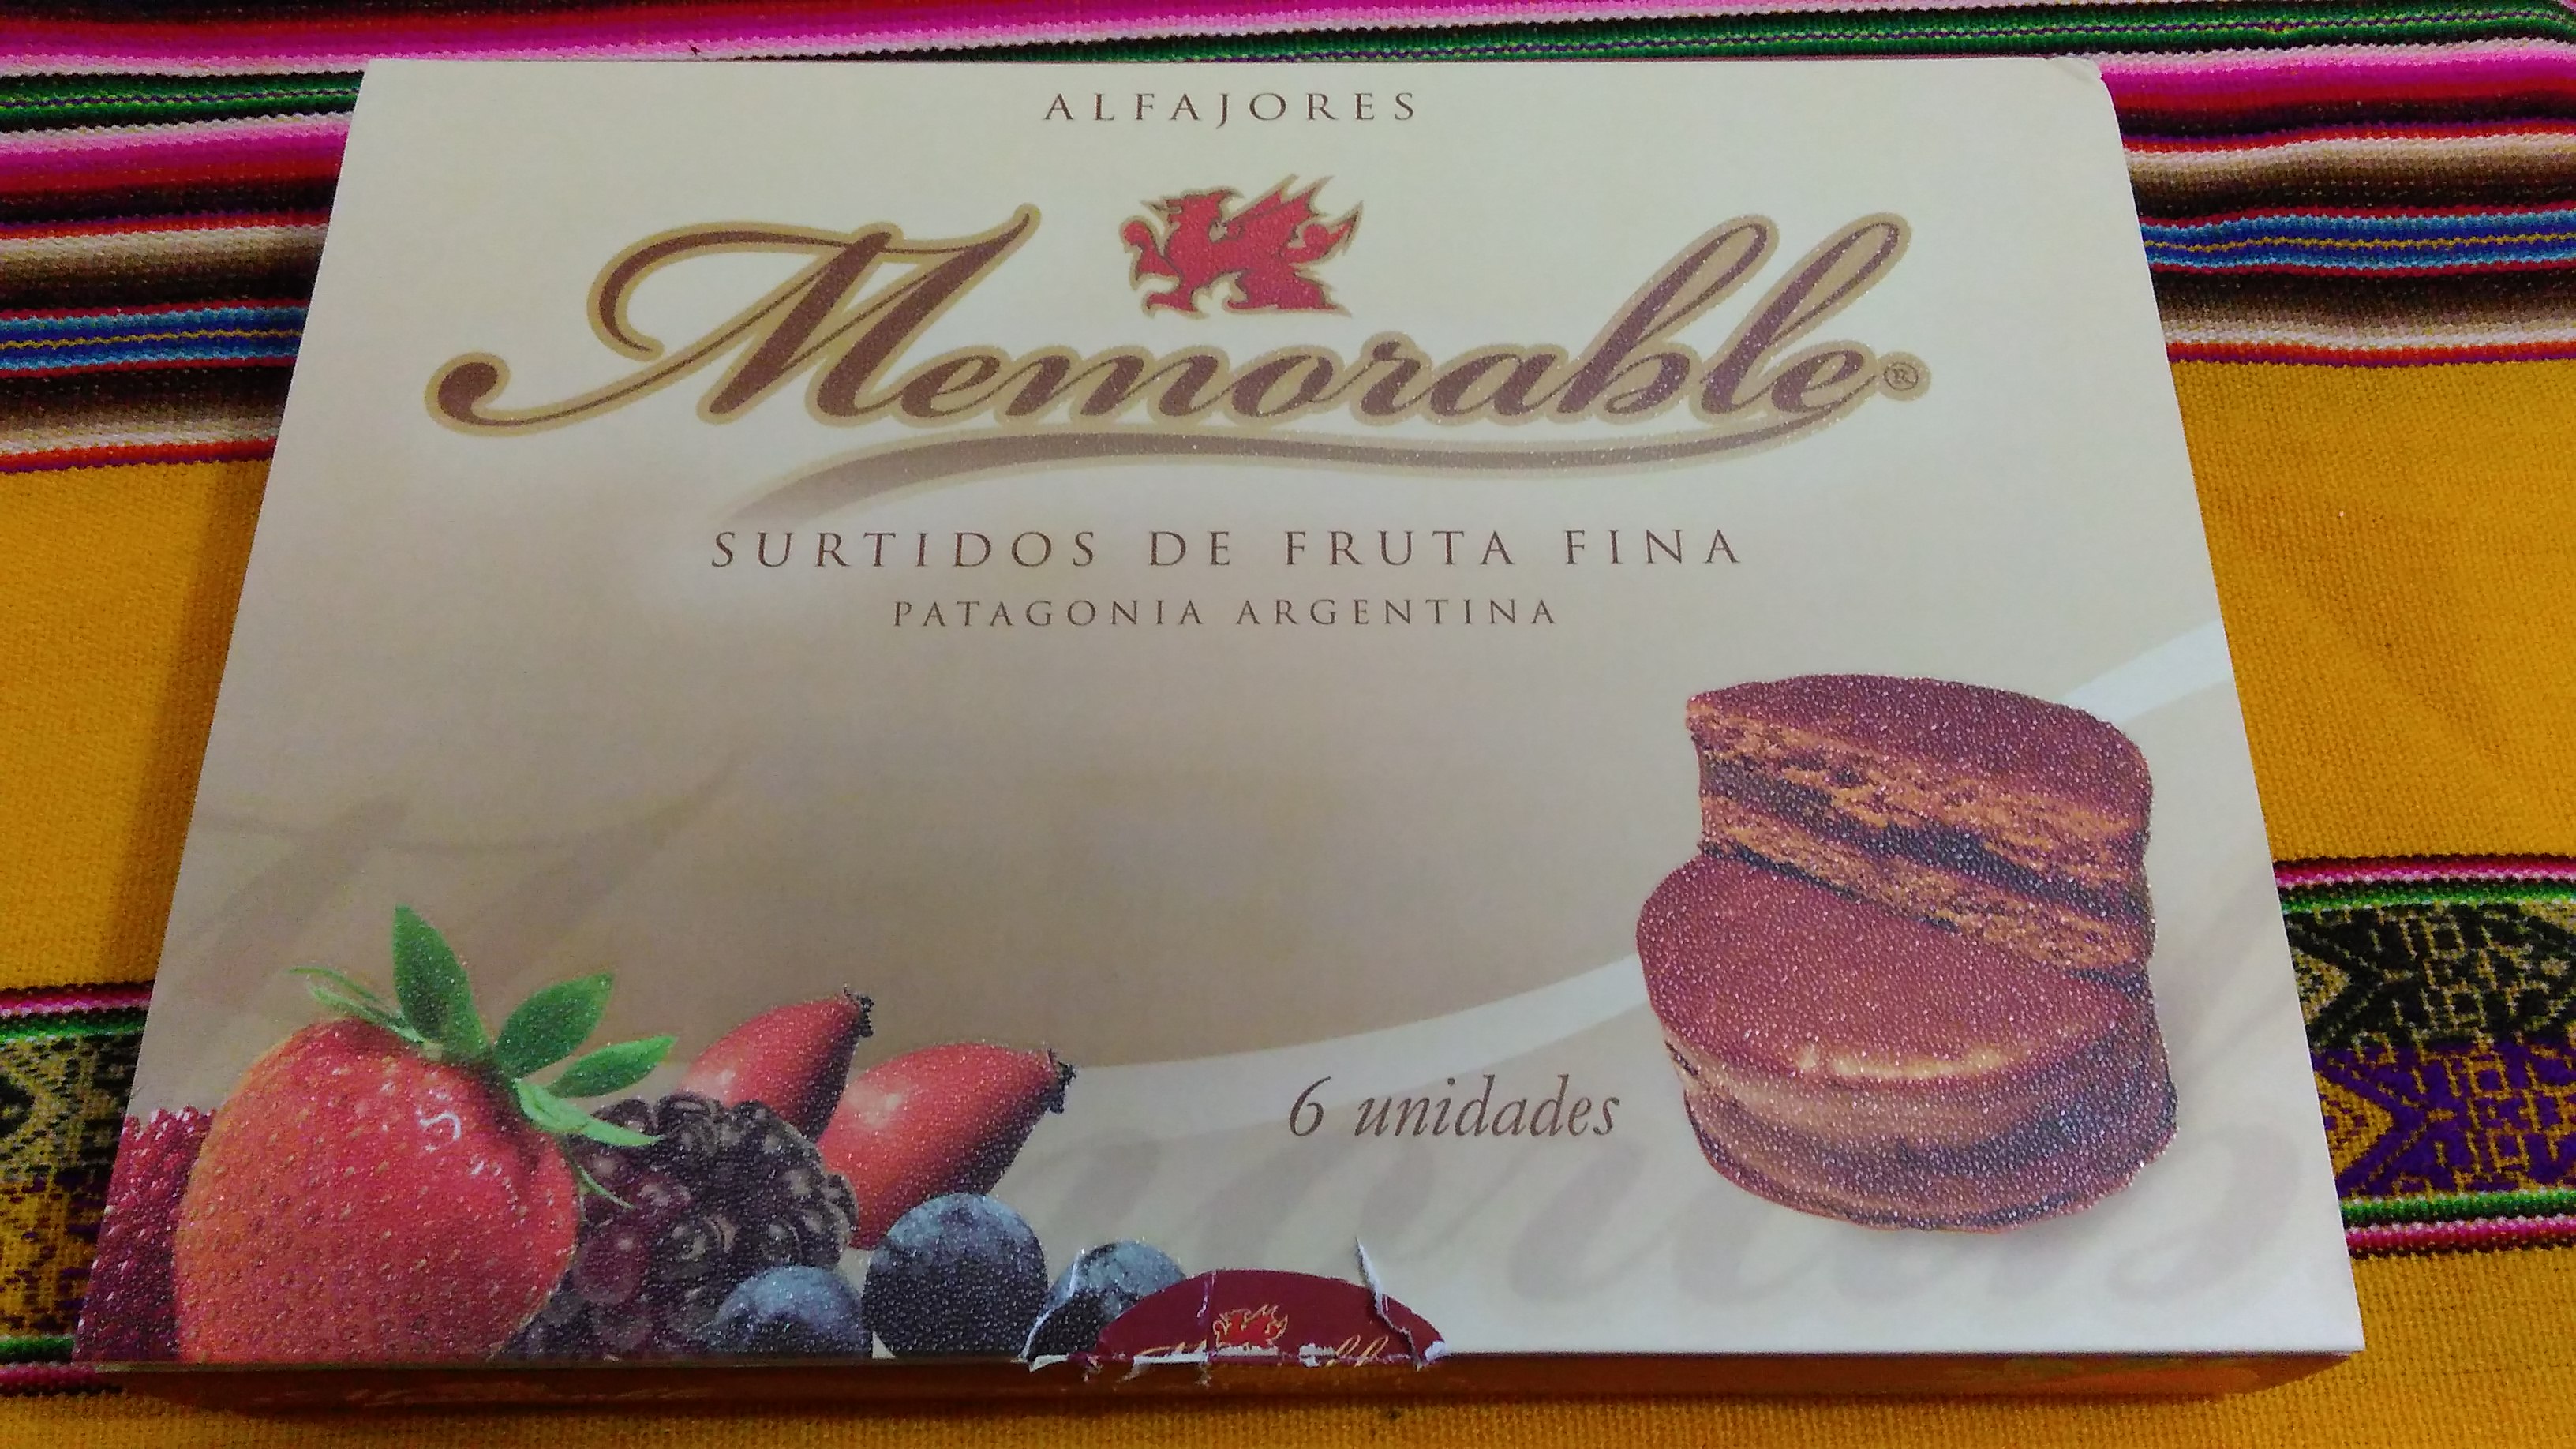 ALFAJORES
Memorable®
SURTIDOS DE FRUTA FINA
PATAGONIA ARGENTINA
6 unidades